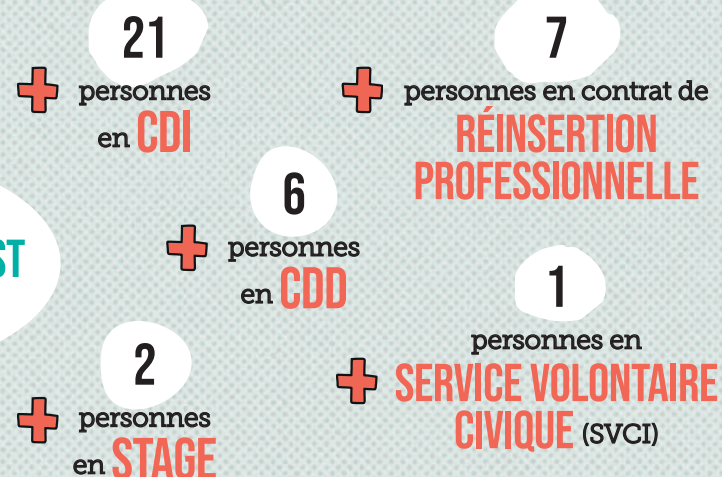 21
personnes
en CDI
7
personnes en contrat de
RÉINSERTION
PROFESSIONNELLE
6
personnes
en CDD
ST
1
personnes en
SERVICE VOLONTAIRE
CIVIQUE (SVCI)
2
personnes
en STAGE